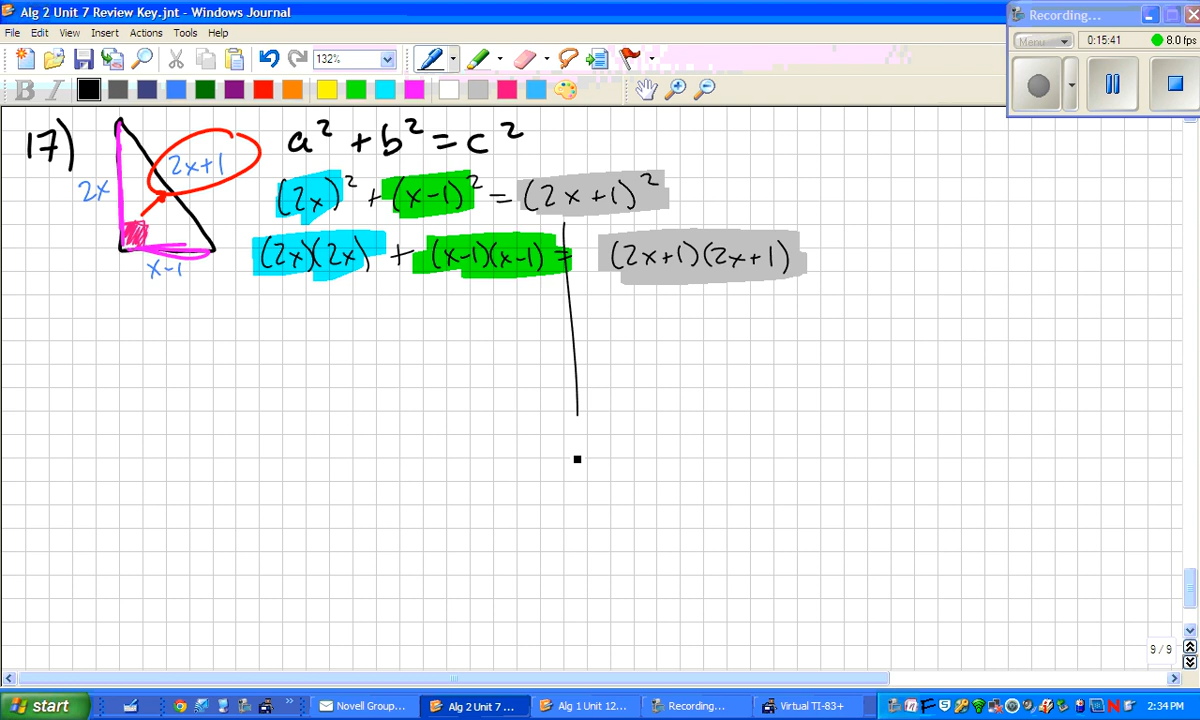 Alg 2 Unit 7 Review Key.jnt - Windows Journal
Recording...
File Edit View Insert Actions Tools Help
Menu
0:15:41
8.0 fps
132%
B I
17)
a² + b² = c²
2x+1
2x
(2x)² + (x-1)² = (2x+1)²
(2x)(2x) + (x-1)(x-1) = (2x+1)(2x+1)
x-1
9 / 9
start
Novell Group...
Alg 2 Unit 7 ...
Alg 1 Unit 12...
Recording...
Virtual TI-83+
2:34 PM